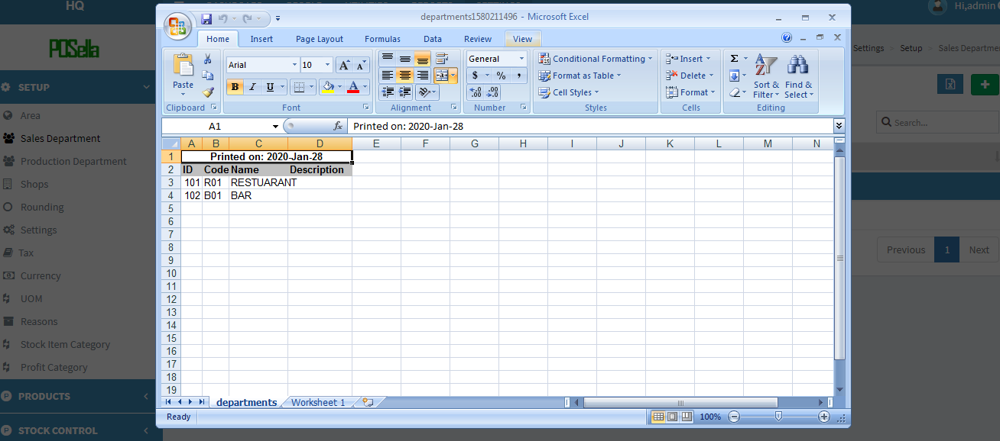 HQ
Hi,admin
POSella
SETUP
Area
Sales Department
Production Department
Shops
Rounding
Settings
Tax
Currency
UOM
Reasons
Stock Item Category
Profit Category
PRODUCTS
STOCK CONTROL
departments1580211496 - Microsoft Excel
Home Insert Page Layout Formulas Data Review View
Paste
Clipboard
Arial 10
B I U
Font
Alignment
General
$ % ,
Number
Conditional Formatting
Format as Table
Cell Styles
Styles
Insert
Delete
Format
Cells
Sort & Filter
Find & Select
Editing
A1 fx Printed on: 2020-Jan-28
A B C D E F G H I J K L M N
1 Printed on: 2020-Jan-28
2 ID Code Name Description
3 101 R01 RESTUARANT
4 102 B01 BAR
5
6
7
8
9
10
11
12
13
14
15
16
17
18
19
departments Worksheet 1
Ready 100%
Settings > Setup > Sales Departme
Search...
Previous 1 Next